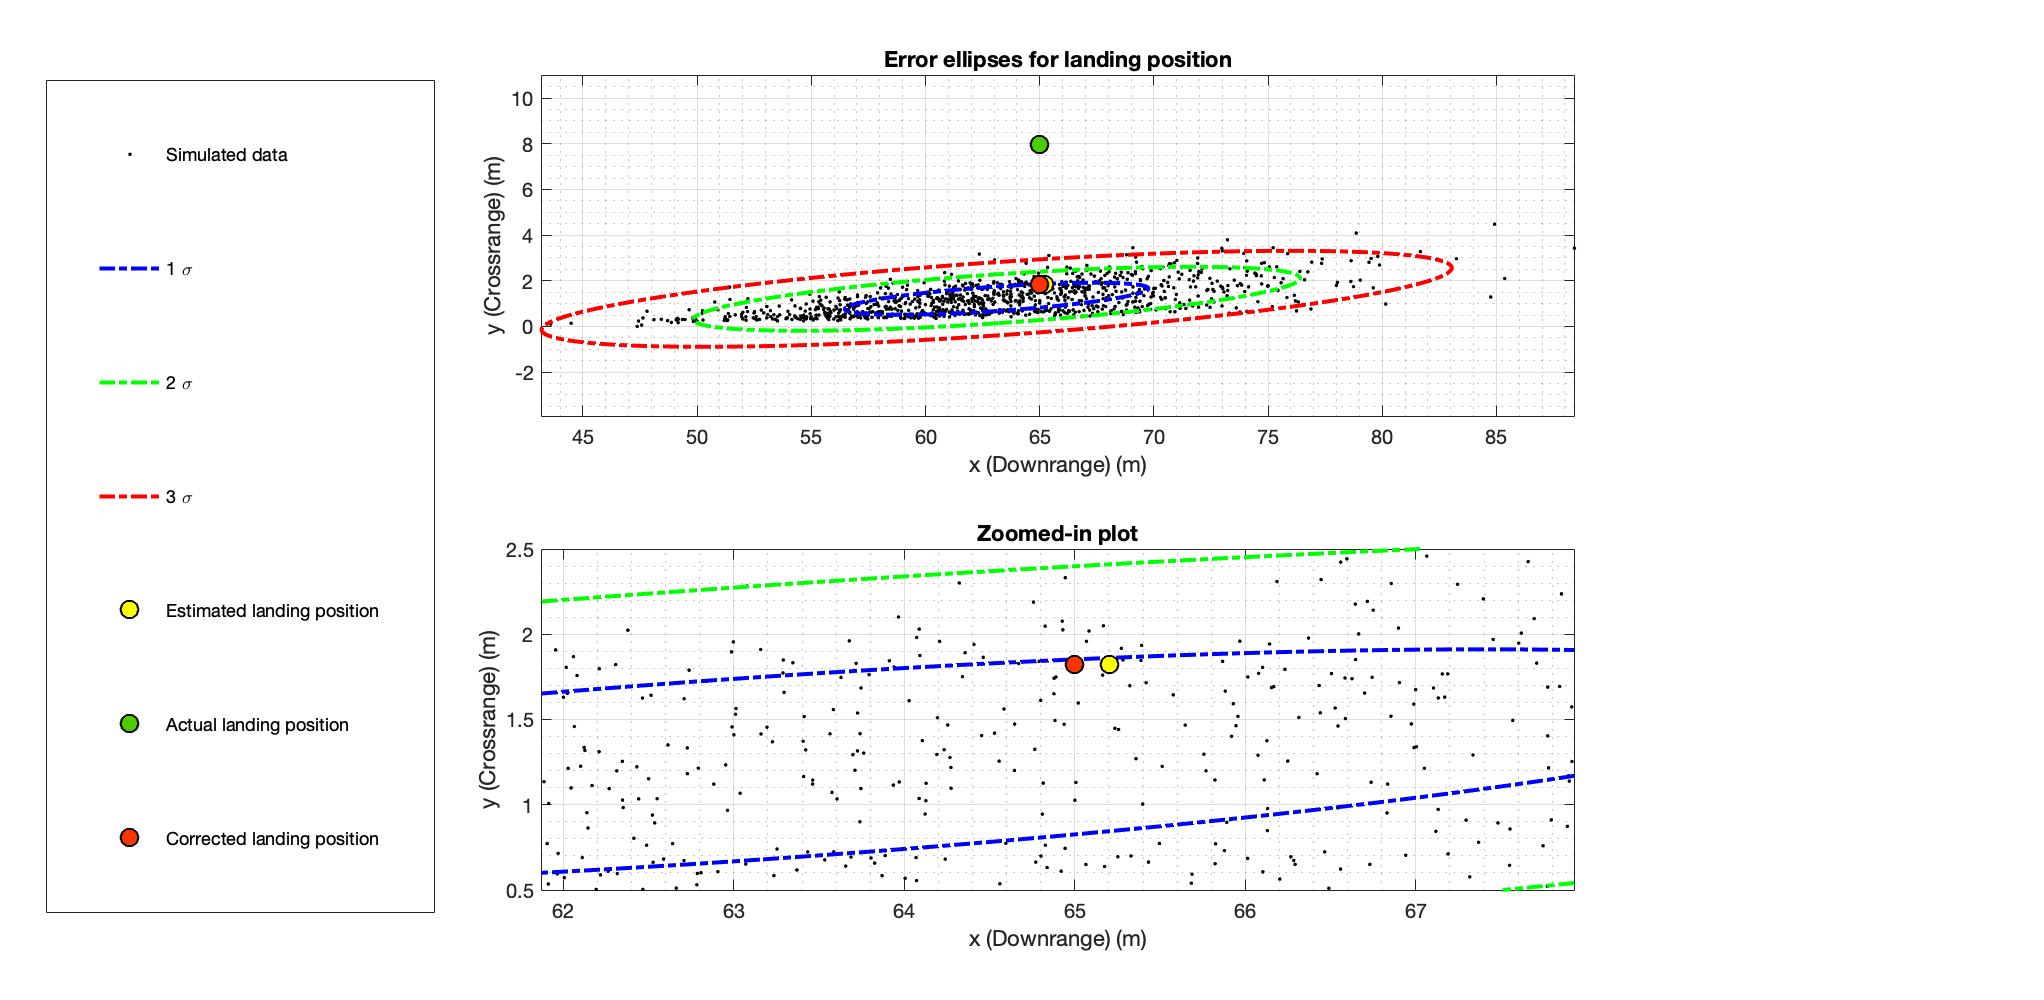 Simulated data
1 σ
2 σ
3 σ
Estimated landing position
Actual landing position
Corrected landing position
Error ellipses for landing position
10
8
6
4
2
0
-2
y (Crossrange) (m)
45 50 55 60 65 70 75 80 85
x (Downrange) (m)
Zoomed-in plot
2.5
2
1.5
1
0.5
y (Crossrange) (m)
62 63 64 65 66 67
x (Downrange) (m)